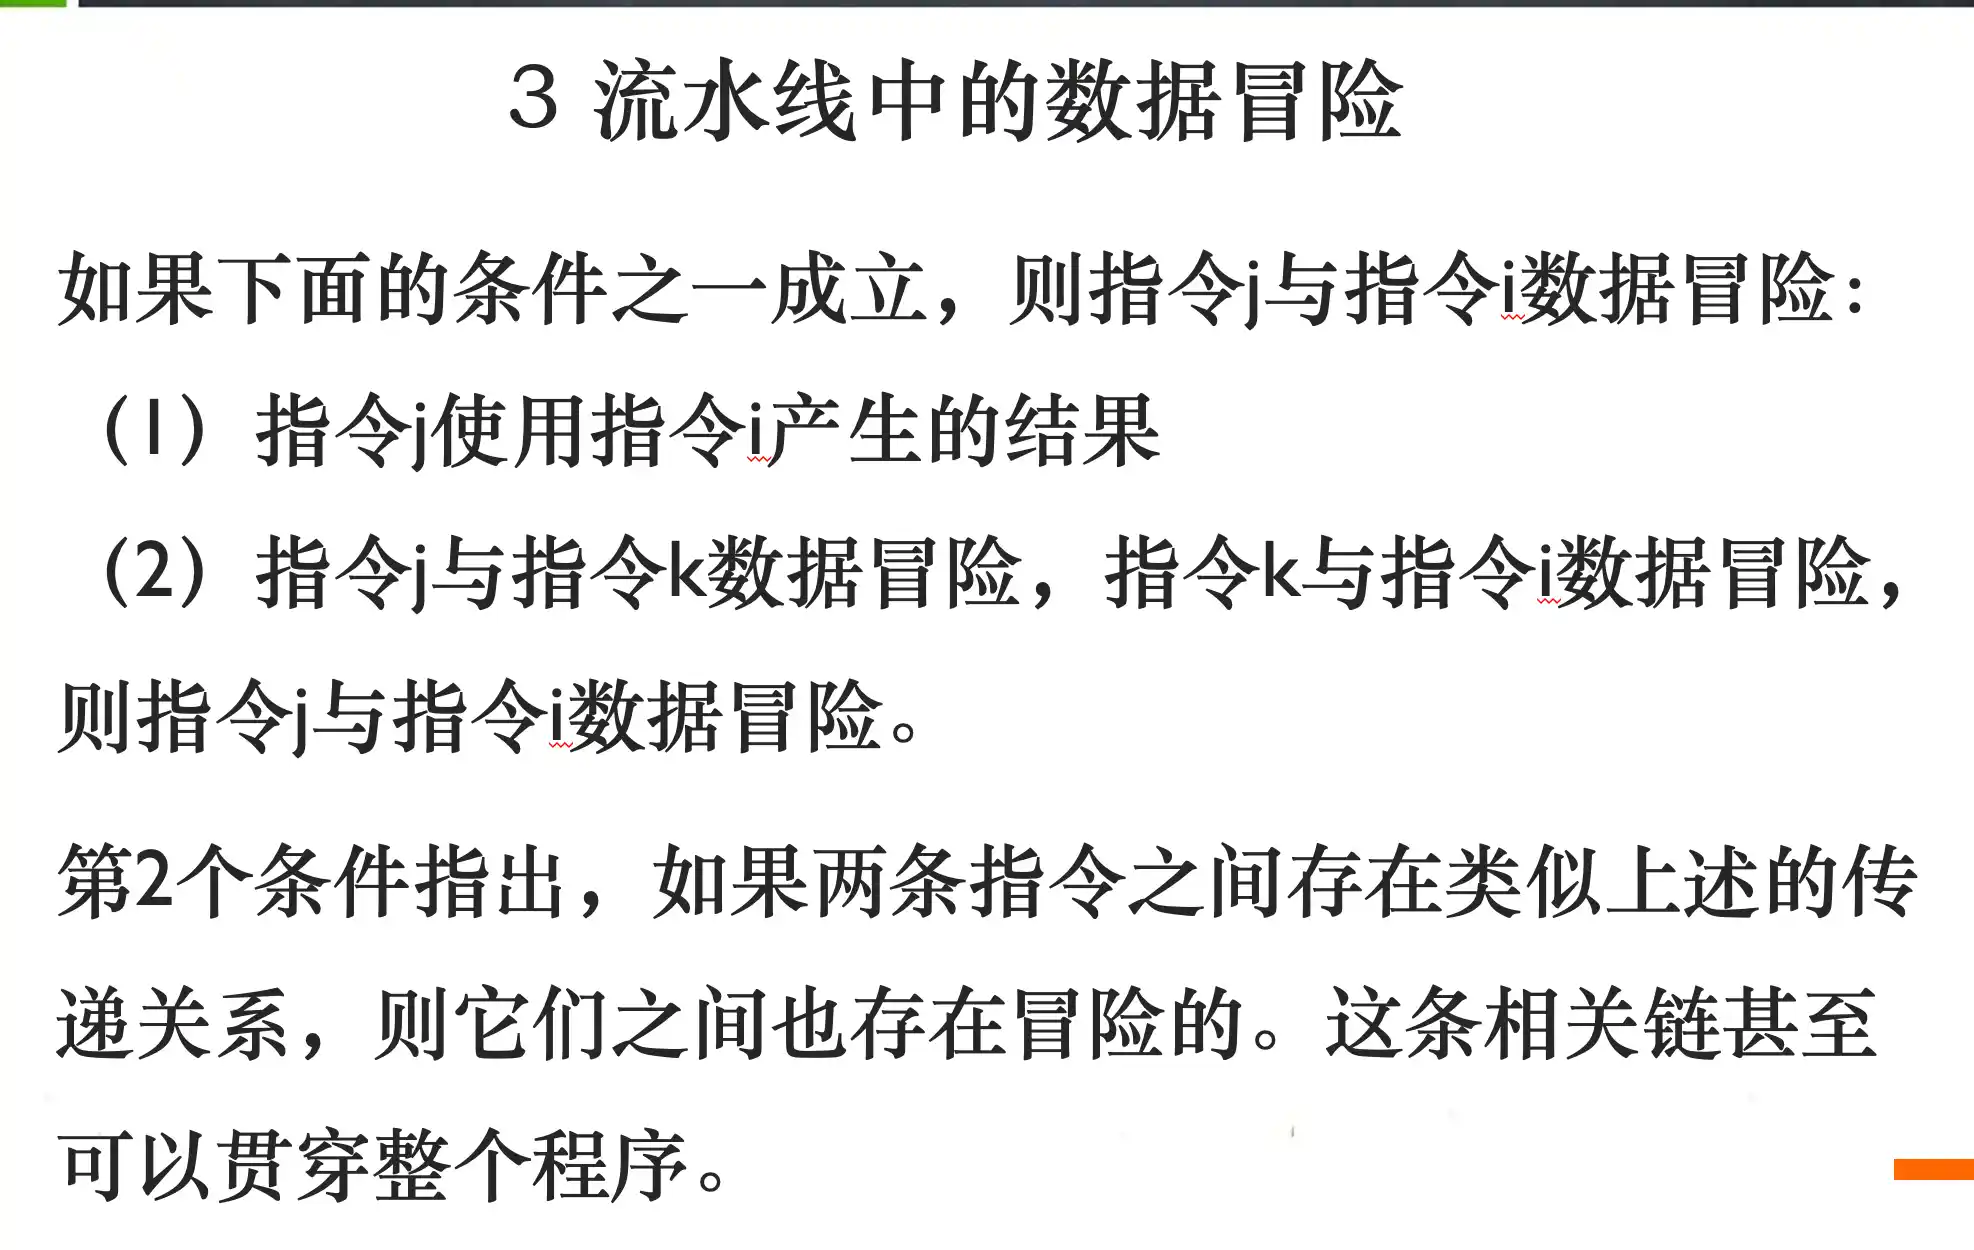 3 流水线中的数据冒险
如果下面的条件之一成立，则指令j与指令i数据冒险：
（1）指令j使用指令i产生的结果
（2）指令j与指令k数据冒险，指令k与指令i数据冒险，
则指令j与指令i数据冒险。
第2个条件指出，如果两条指令之间存在类似上述的传
递关系，则它们之间也存在冒险的。这条相关链甚至
可以贯穿整个程序。